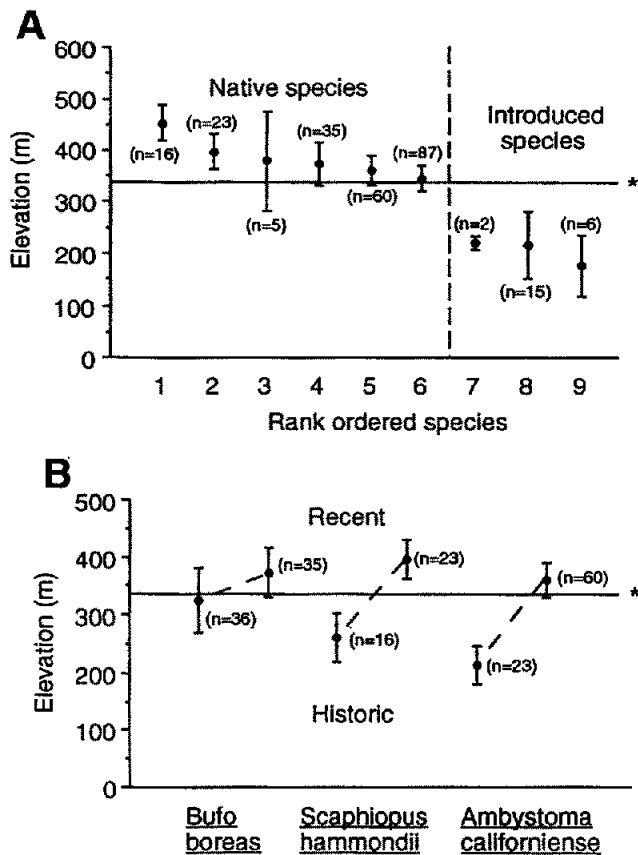 A
600
500
400
300
200
100
0
Elevation (m)
Native species
Introduced
species
(n=16)
(n=23)
(n=5)
(n=35)
(n=60)
(n=87)
(n=2)
(n=15)
(n=6)
*
1 2 3 4 5 6 7 8 9
Rank ordered species
B
500
400
300
200
100
0
Elevation (m)
Recent
(n=36)
(n=35)
(n=16)
(n=23)
(n=23)
(n=60)
*
Historic
Bufo
boreas
Scaphiopus
hammondii
Ambystoma
californiense